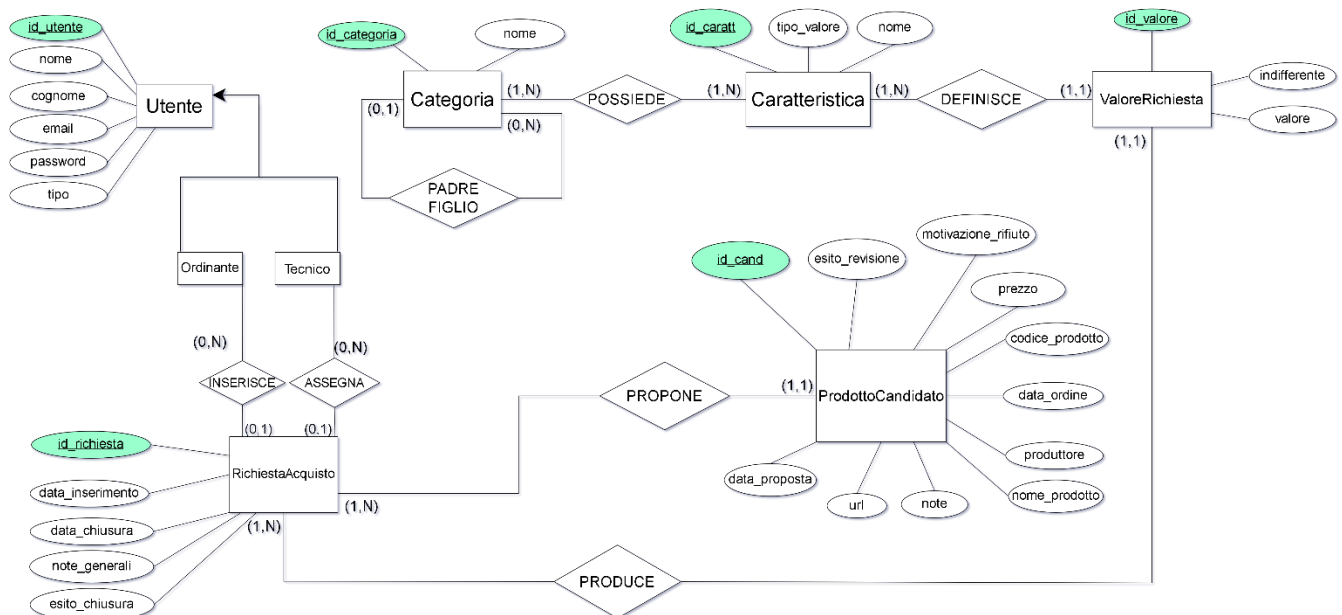 id_utente
nome
cognome
email
password
tipo
Utente
Ordinante
Tecnico
(0,N)
(0,N)
INSERISCE
ASSEGNA
(0,1)
(0,1)
id_richiesta
data_inserimento
data_chiusura
note_generali
esito_chiusura
RichiestaAcquisto
(1,N)
(1,N)
id_categoria
nome
Categoria
(0,1)
(1,N)
(0,N)
PADRE
FIGLIO
POSSIEDE
(1,N)
id_caratt
tipo_valore
nome
Caratteristica
(1,N)
DEFINISCE
(1,1)
id_valore
ValoreRichiesta
indifferente
valore
(1,1)
PROPONE
(1,1)
ProdottoCandidato
id_cand
esito_revisione
motivazione_rifiuto
prezzo
codice_prodotto
data_ordine
produttore
nome_prodotto
note
url
data_proposta
PRODUCE